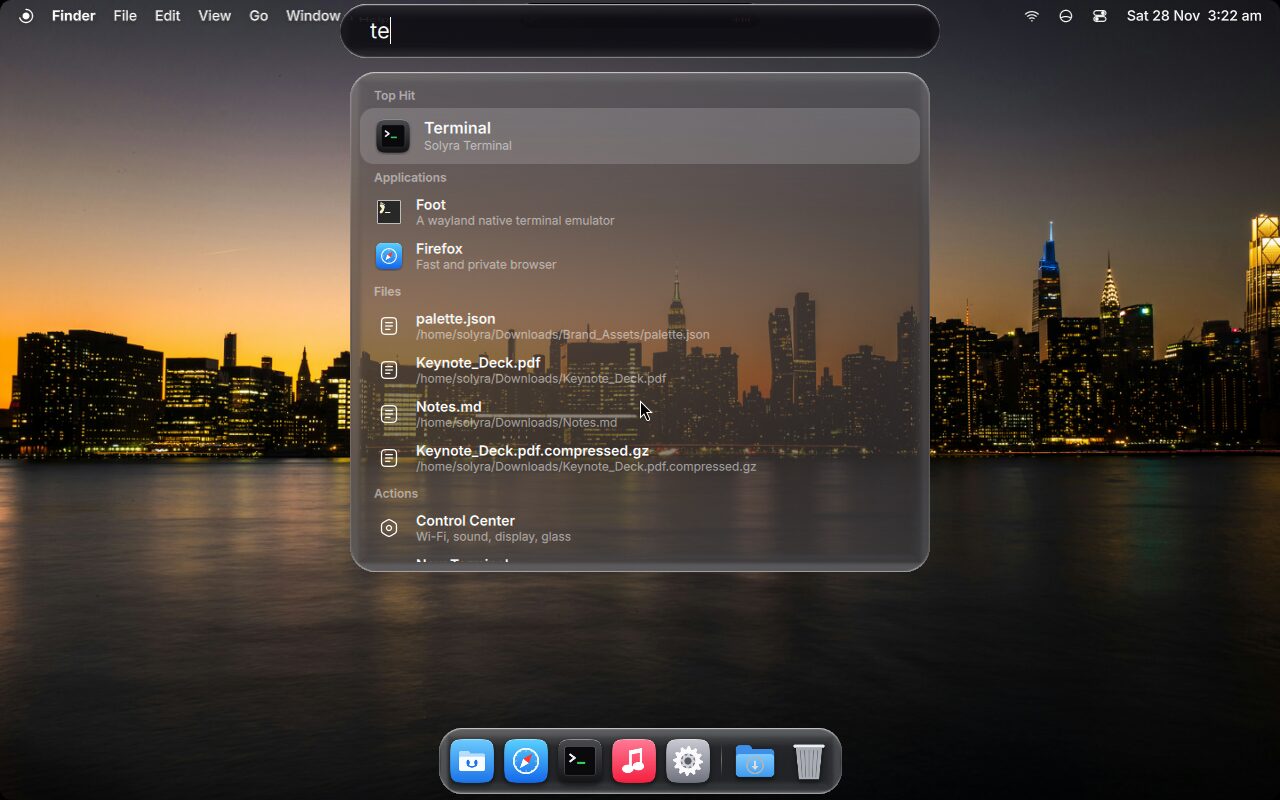 Finder File Edit View Go Window
Sat 28 Nov 3:22 am
te
Top Hit
Terminal
Solyra Terminal
Applications
Foot
A wayland native terminal emulator
Firefox
Fast and private browser
Files
palette.json
/home/solyra/Downloads/Brand_Assets/palette.json
Keynote_Deck.pdf
/home/solyra/Downloads/Keynote_Deck.pdf
Notes.md
/home/solyra/Downloads/Notes.md
Keynote_Deck.pdf.compressed.gz
/home/solyra/Downloads/Keynote_Deck.pdf.compressed.gz
Actions
Control Center
Wi-Fi, sound, display, glass